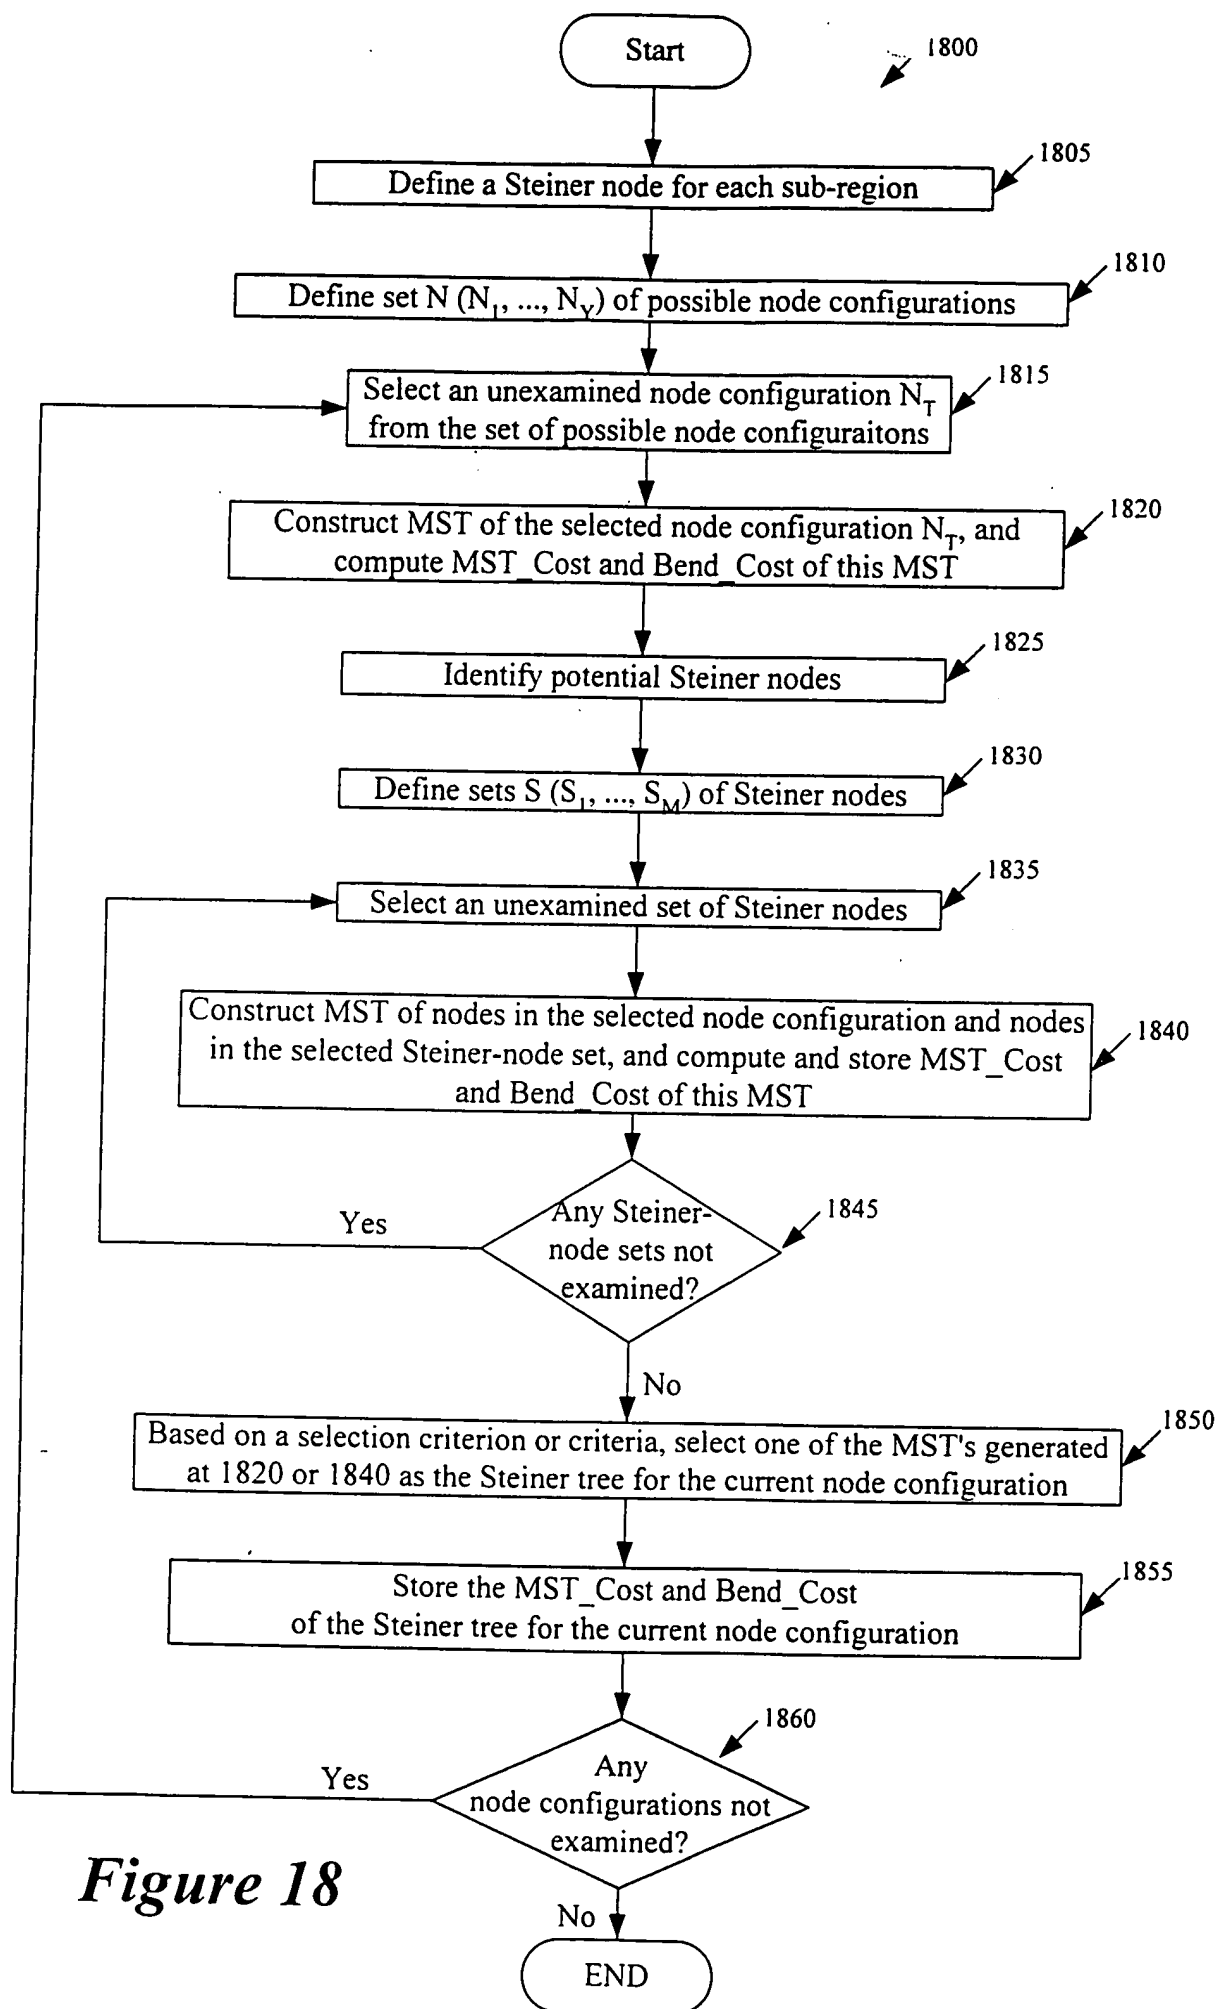 Start
1800
1805
Define a Steiner node for each sub-region
1810
Define set N (N₁, ..., N_Y) of possible node configurations
1815
Select an unexamined node configuration N_T
from the set of possible node configuraitons
1820
Construct MST of the selected node configuration N_T, and
compute MST_Cost and Bend_Cost of this MST
1825
Identify potential Steiner nodes
1830
Define sets S (S₁, ..., S_M) of Steiner nodes
1835
Select an unexamined set of Steiner nodes
1840
Construct MST of nodes in the selected node configuration and nodes
in the selected Steiner-node set, and compute and store MST_Cost
and Bend_Cost of this MST
1845
Any Steiner-
node sets not
examined?
Yes
No
1850
Based on a selection criterion or criteria, select one of the MST's generated
at 1820 or 1840 as the Steiner tree for the current node configuration
1855
Store the MST_Cost and Bend_Cost
of the Steiner tree for the current node configuration
1860
Any
node configurations not
examined?
Yes
No
END
Figure 18